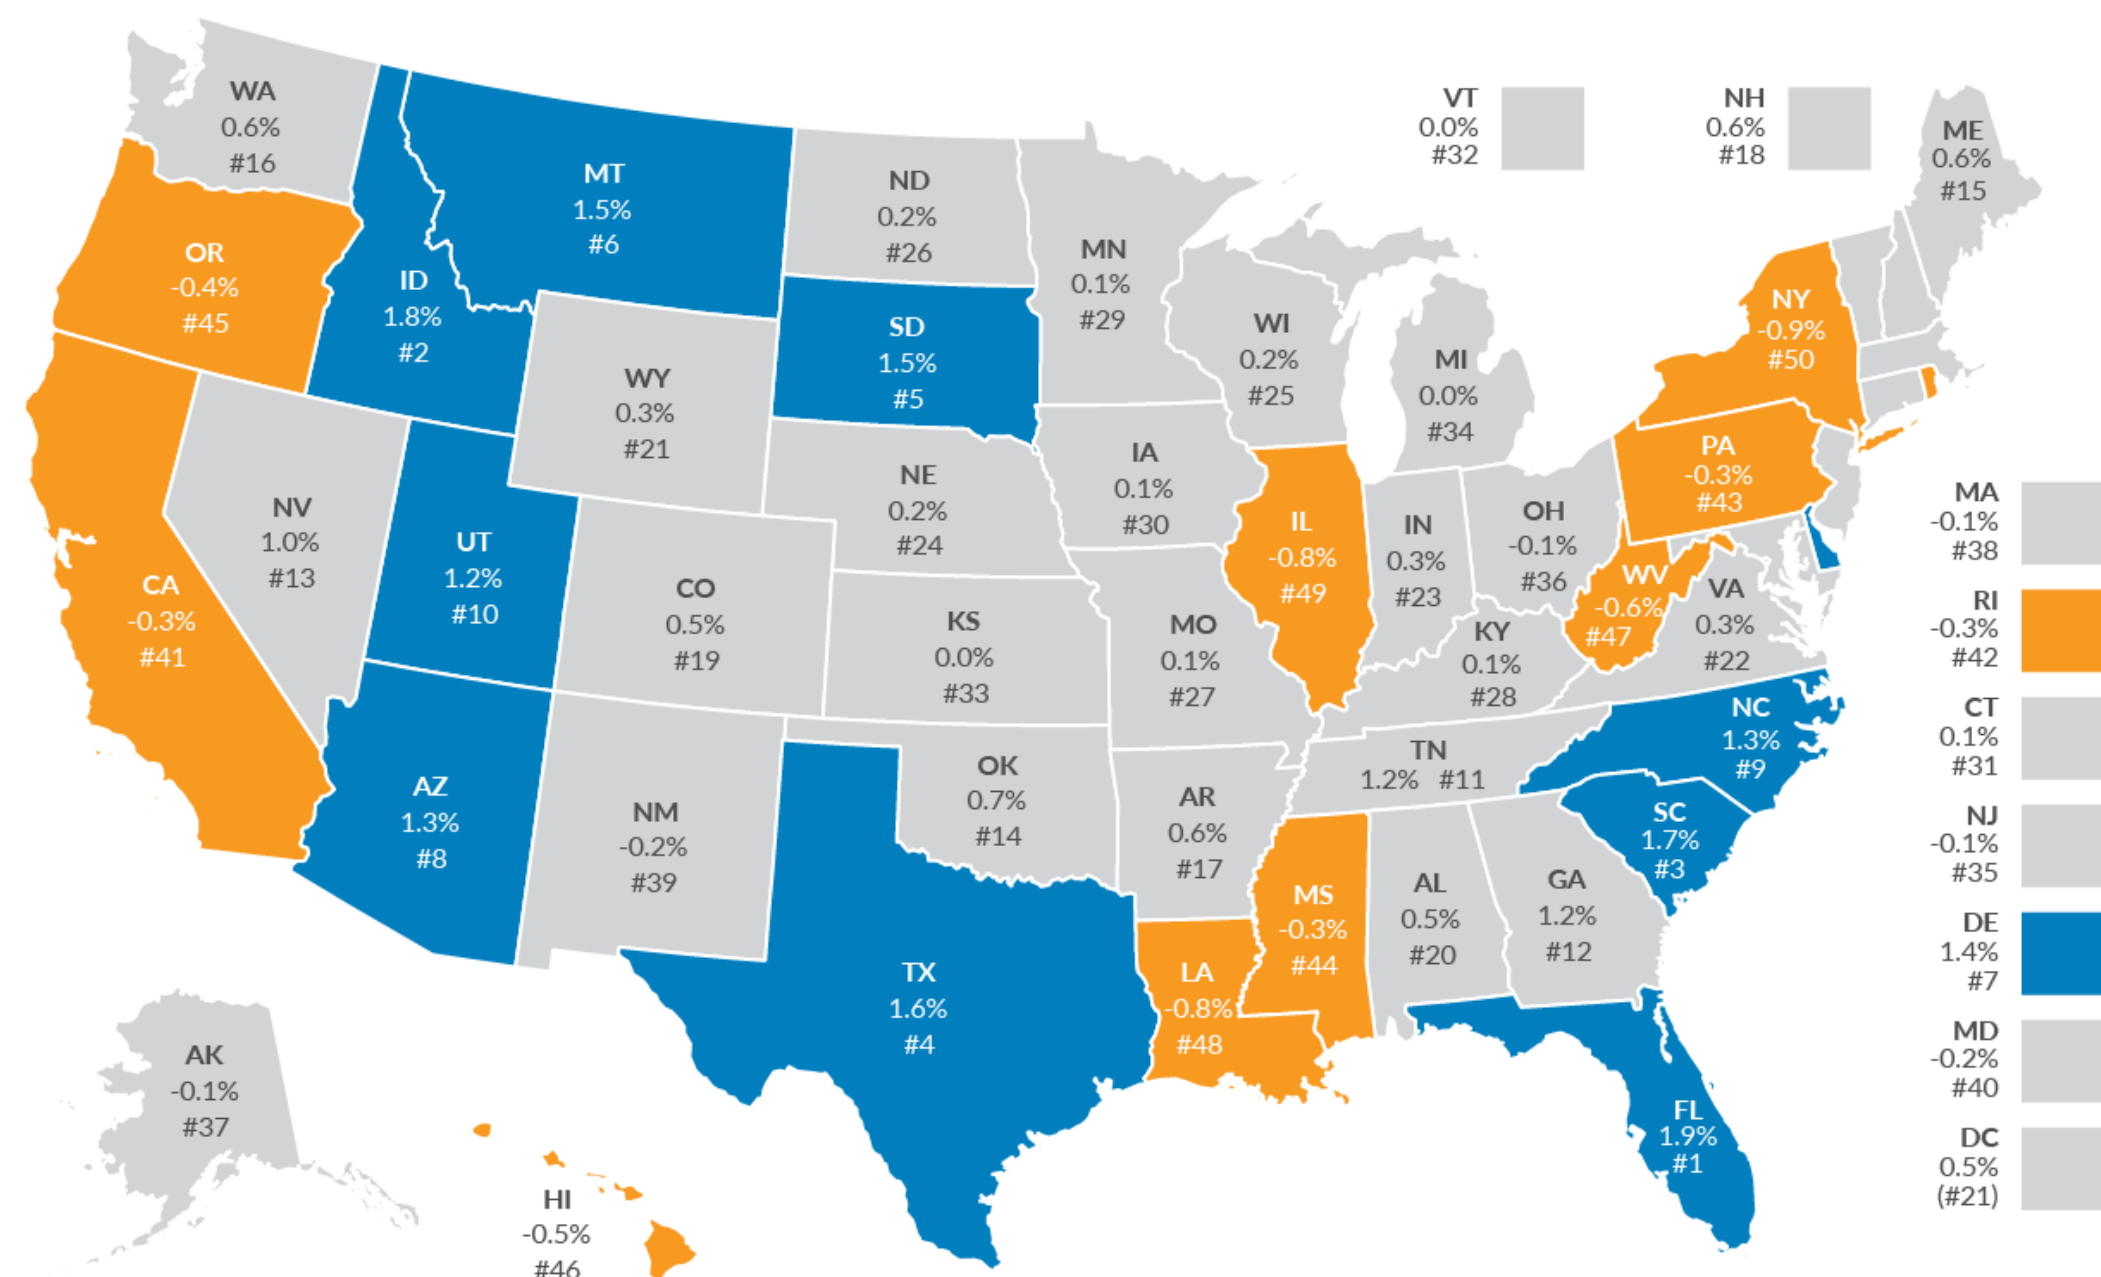 WA
0.6%
#16
OR
-0.4%
#45
CA
-0.3%
#41
NV
1.0%
#13
ID
1.8%
#2
MT
1.5%
#6
WY
0.3%
#21
UT
1.2%
#10
AZ
1.3%
#8
CO
0.5%
#19
NM
-0.2%
#39
ND
0.2%
#26
SD
1.5%
#5
NE
0.2%
#24
KS
0.0%
#33
OK
0.7%
#14
TX
1.6%
#4
MN
0.1%
#29
IA
0.1%
#30
MO
0.1%
#27
AR
0.6%
#17
LA
-0.8%
#48
WI
0.2%
#25
IL
-0.8%
#49
MS
-0.3%
#44
MI
0.0%
#34
IN
0.3%
#23
OH
-0.1%
#36
KY
0.1%
#28
TN
1.2% #11
AL
0.5%
#20
GA
1.2%
#12
FL
1.9%
#1
SC
1.7%
#3
NC
1.3%
#9
VA
0.3%
#22
WV
-0.6%
#47
PA
-0.3%
#43
NY
-0.9%
#50
VT
0.0%
#32
NH
0.6%
#18
ME
0.6%
#15
MA
-0.1%
#38
RI
-0.3%
#42
CT
0.1%
#31
NJ
-0.1%
#35
DE
1.4%
#7
MD
-0.2%
#40
DC
0.5%
(#21)
AK
-0.1%
#37
HI
-0.5%
#46